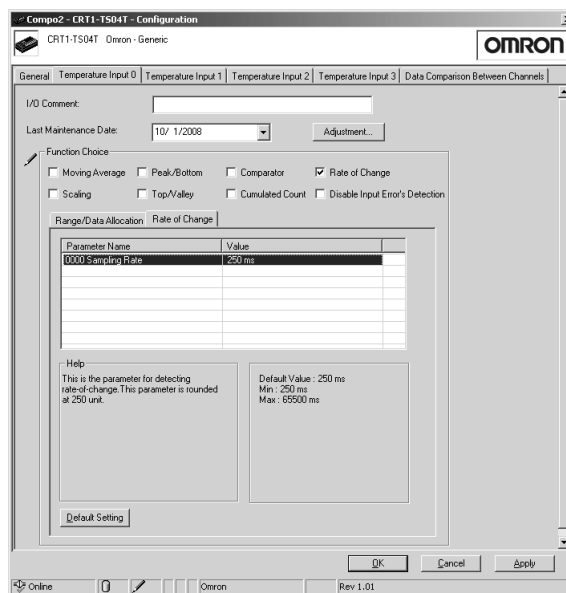 Compo2 - CRT1-TS04T - Configuration
CRT1-TS04T Omron - Generic
OMRON
General Temperature Input 0 Temperature Input 1 Temperature Input 2 Temperature Input 3 Data Comparison Between Channels
I/O Comment:
Last Maintenance Date: 10/ 1/2008 Adjustment...
Function Choice
Moving Average Peak/Bottom Comparator Rate of Change
Scaling Top/Valley Cumulated Count Disable Input Error's Detection
Range/Data Allocation Rate of Change
Parameter Name Value
0000 Sampling Rate 250 ms
Help
This is the parameter for detecting
rate-of-change.This parameter is rounded
at 250 unit.
Default Value : 250 ms
Min : 250 ms
Max : 65500 ms
Default Setting
OK Cancel Apply
Online Omron Rev 1.01